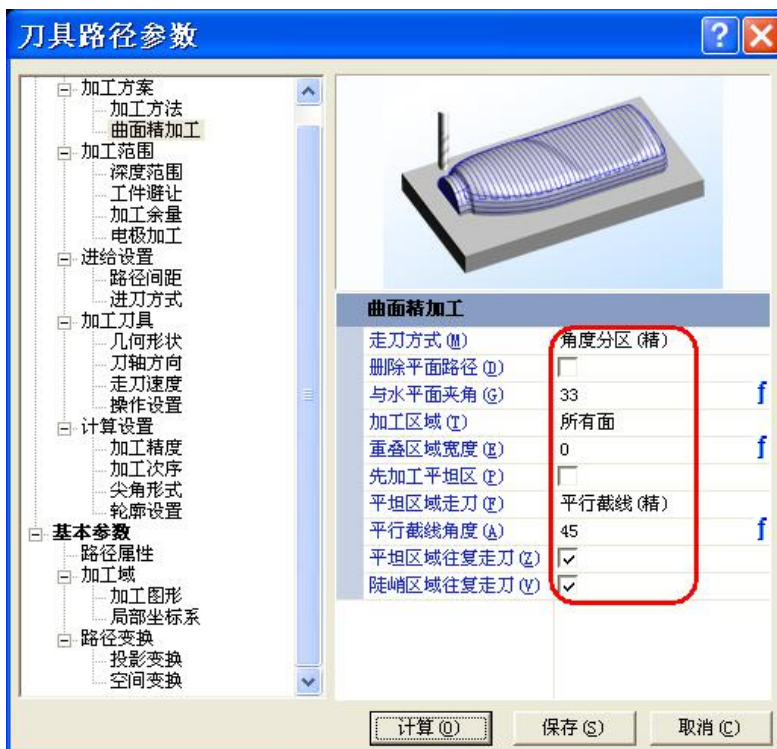 刀具路径参数
加工方案
加工方法
曲面精加工
加工范围
深度范围
工件避让
加工余量
电极加工
进给设置
路径间距
进刀方式
加工刀具
几何形状
刀轴方向
走刀速度
操作设置
计算设置
加工精度
加工次序
尖角形式
轮廓设置
基本参数
路径属性
加工域
加工图形
局部坐标系
路径变换
投影变换
空间变换
曲面精加工
走刀方式(M) 角度分区(精)
删除平面路径(D)
与水平面夹角(G) 33 f
加工区域(T) 所有面
重叠区域宽度(E) 0 f
先加工平坦区(P)
平坦区域走刀(F) 平行截线(精)
平行截线角度(A) 45 f
平坦区域往复走刀(Z)
陡峭区域往复走刀(V)
计算(O) 保存(S) 取消(C)